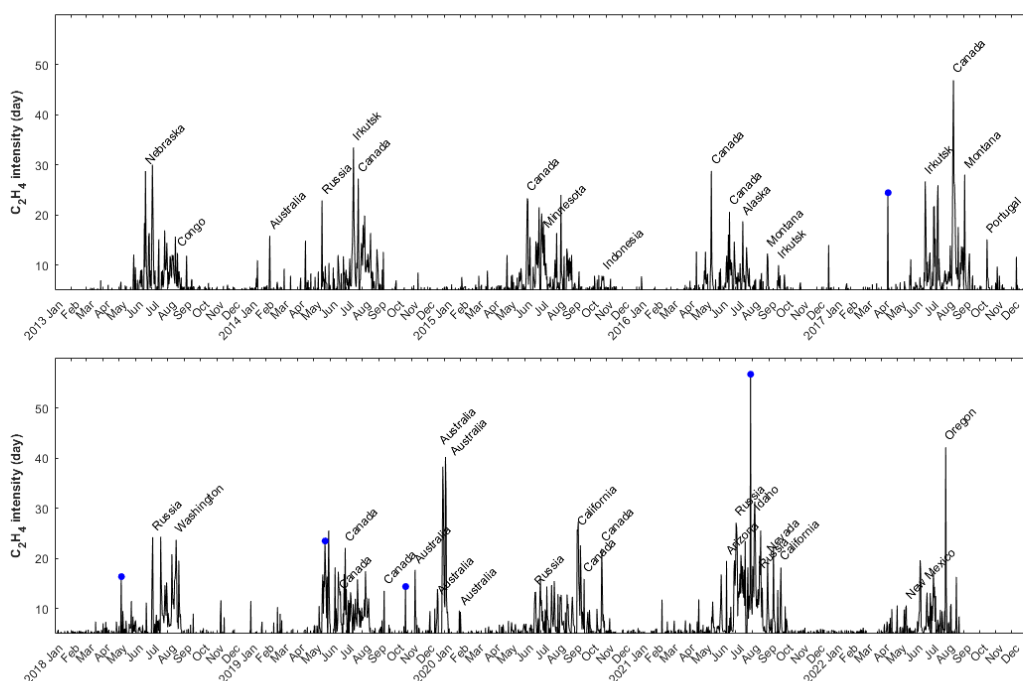 C2H4 intensity (day)
50
40
30
20
10
Nebraska
Congo
Australia
Russia
Irkutsk
Canada
Canada
Minnesota
Indonesia
Canada
Canada
Alaska
Montana
Irkutsk
Irkutsk
Canada
Montana
Portugal
2013 Jan Feb Mar Apr May Jun Jul Aug Sep Oct Nov Dec 2014 Jan Feb Mar Apr May Jun Jul Aug Sep Oct Nov Dec 2015 Jan Feb Mar Apr May Jun Jul Aug Sep Oct Nov Dec 2016 Jan Feb Mar Apr May Jun Jul Aug Sep Oct Nov Dec 2017 Jan Feb Mar Apr May Jun Jul Aug Sep Oct Nov Dec
C2H4 intensity (day)
50
40
30
20
10
Russia
Washington
Canada
Canada
Canada
Australia
Australia
Australia
Australia
Australia
Russia
California
Canada
Canada
Arizona
Russia
Idaho
Russia
Nevada
California
New Mexico
Oregon
2018 Jan Feb Mar Apr May Jun Jul Aug Sep Oct Nov Dec 2019 Jan Feb Mar Apr May Jun Jul Aug Sep Oct Nov Dec 2020 Jan Feb Mar Apr May Jun Jul Aug Sep Oct Nov Dec 2021 Jan Feb Mar Apr May Jun Jul Aug Sep Oct Nov Dec 2022 Jan Feb Mar Apr May Jun Jul Aug Sep Oct Nov Dec